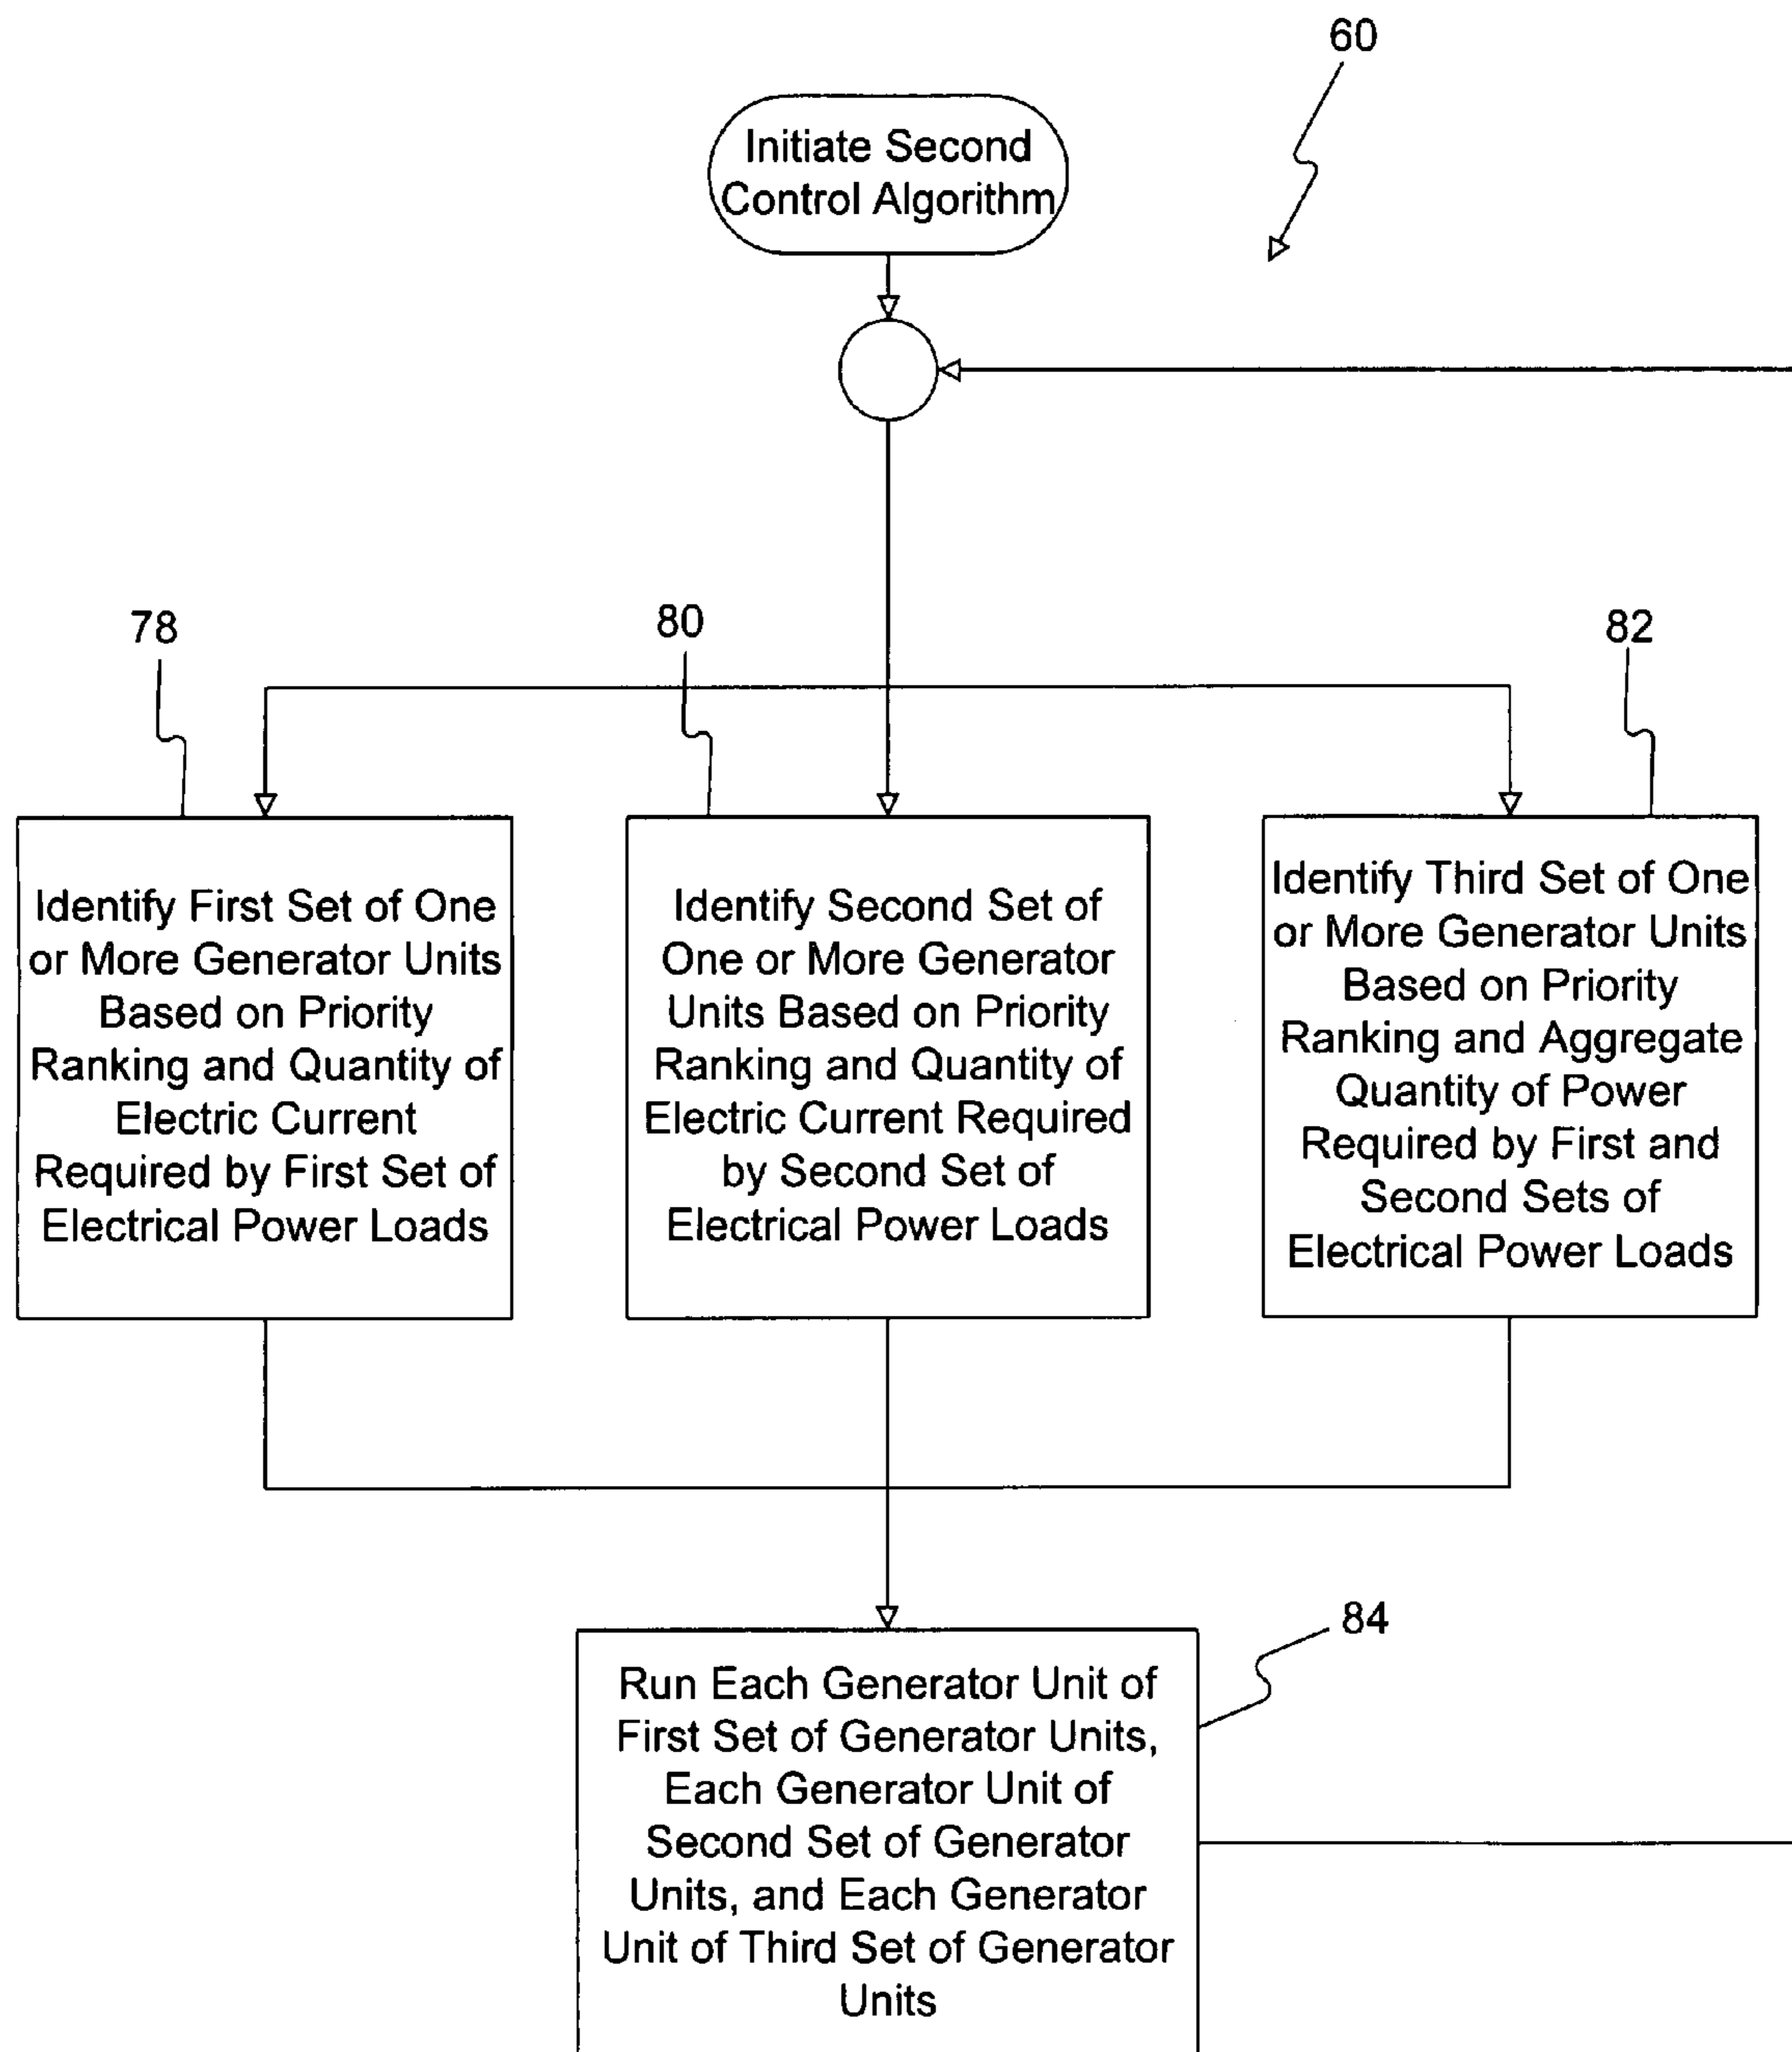 60
Initiate Second
Control Algorithm
78
80
82
Identify First Set of One
or More Generator Units
Based on Priority
Ranking and Quantity of
Electric Current
Required by First Set of
Electrical Power Loads
Identify Second Set of
One or More Generator
Units Based on Priority
Ranking and Quantity of
Electric Current Required
by Second Set of
Electrical Power Loads
Identify Third Set of One
or More Generator Units
Based on Priority
Ranking and Aggregate
Quantity of Power
Required by First and
Second Sets of
Electrical Power Loads
84
Run Each Generator Unit of
First Set of Generator Units,
Each Generator Unit of
Second Set of Generator
Units, and Each Generator
Unit of Third Set of Generator
Units